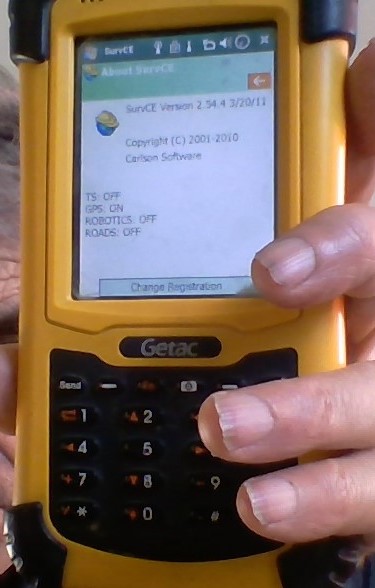 SurvCE
About SurvCE
SurvCE Version 2.54.4 3/20/11
Copyright (C) 2001-2010
Carlson Software
TS: OFF
GPS: ON
ROBOTICS: OFF
ROADS: OFF
Change Registration
Getac
Send
1 2
4 5
7 8 9
* 0 #